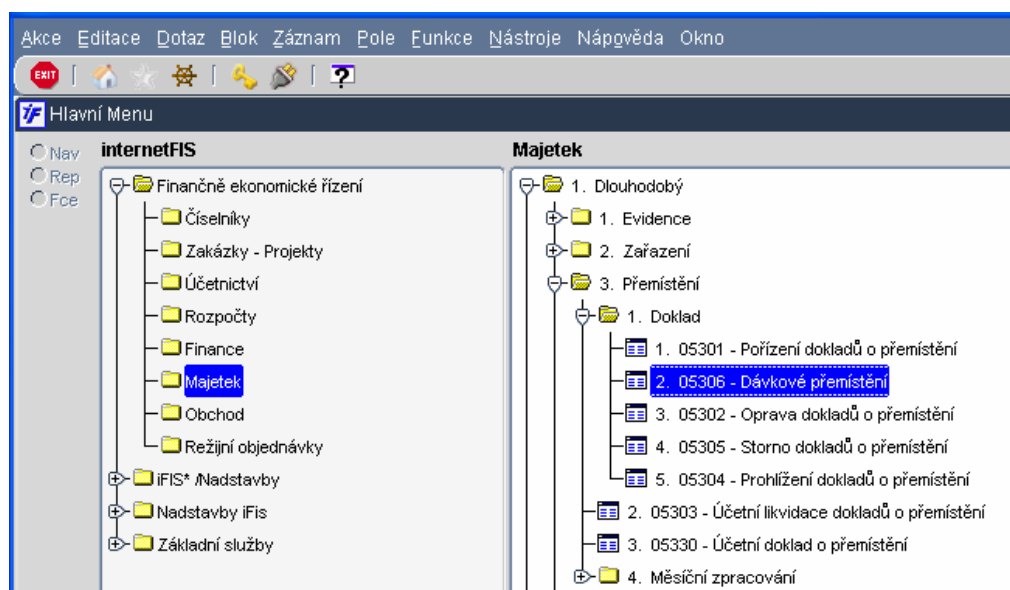 Akce Editace Dotaz Blok Záznam Pole Funkce Nástroje Nápověda Okno
EXIT
Hlavní Menu
Nav
Rep
Fce
internetFIS
Finančně ekonomické řízení
Číselníky
Zakázky - Projekty
Účetnictví
Rozpočty
Finance
Majetek
Obchod
Režijní objednávky
iFIS* /Nadstavby
Nadstavby iFis
Základní služby
Majetek
1. Dlouhodobý
1. Evidence
2. Zařazení
3. Přemístění
1. Doklad
1. 05301 - Pořízení dokladů o přemístění
2. 05306 - Dávkové přemístění
3. 05302 - Oprava dokladů o přemístění
4. 05305 - Storno dokladů o přemístění
5. 05304 - Prohlížení dokladů o přemístění
2. 05303 - Účetní likvidace dokladů o přemístění
3. 05330 - Účetní doklad o přemístění
4. Měsíční zpracování